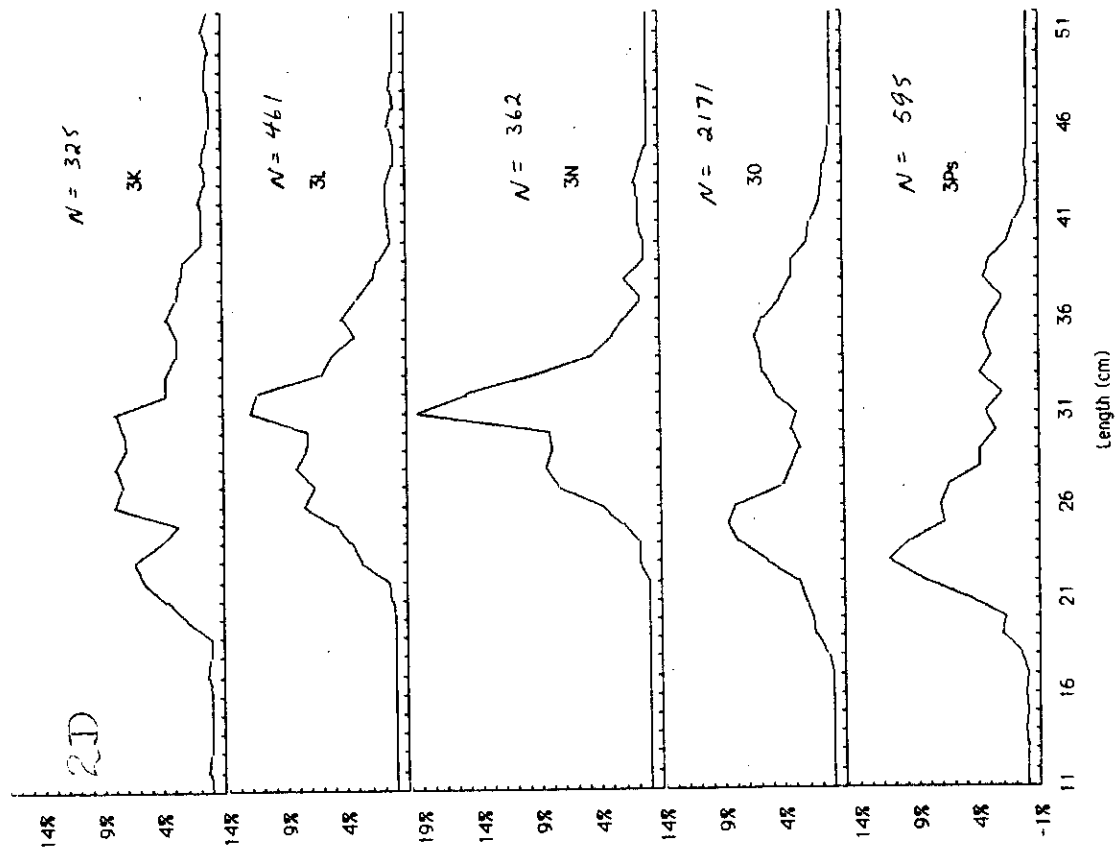 2D
N = 325
3K
14%
9%
4%
N = 461
3L
14%
9%
4%
N = 362
3N
19%
14%
9%
4%
N = 2171
3O
14%
9%
4%
N = 595
3Ps
14%
9%
4%
-1%
11 16 21 26 31 36 41 46 51
Length (cm)